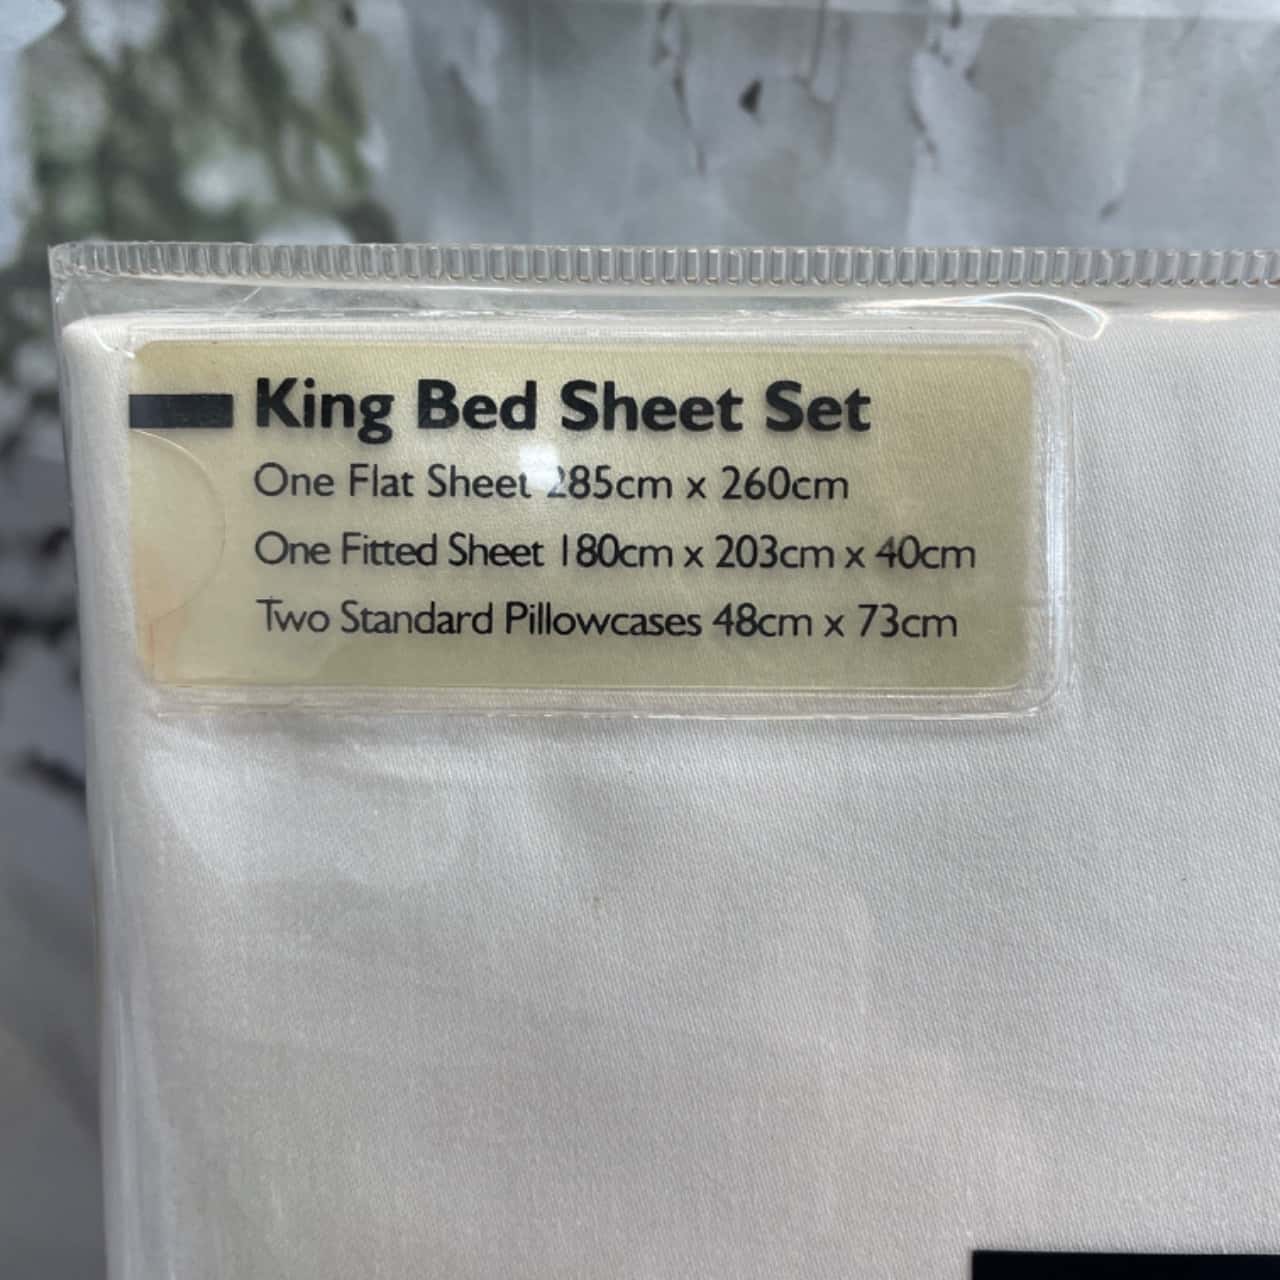 King Bed Sheet Set
One Flat Sheet 285cm x 260cm
One Fitted Sheet 180cm x 203cm x 40cm
Two Standard Pillowcases 48cm x 73cm